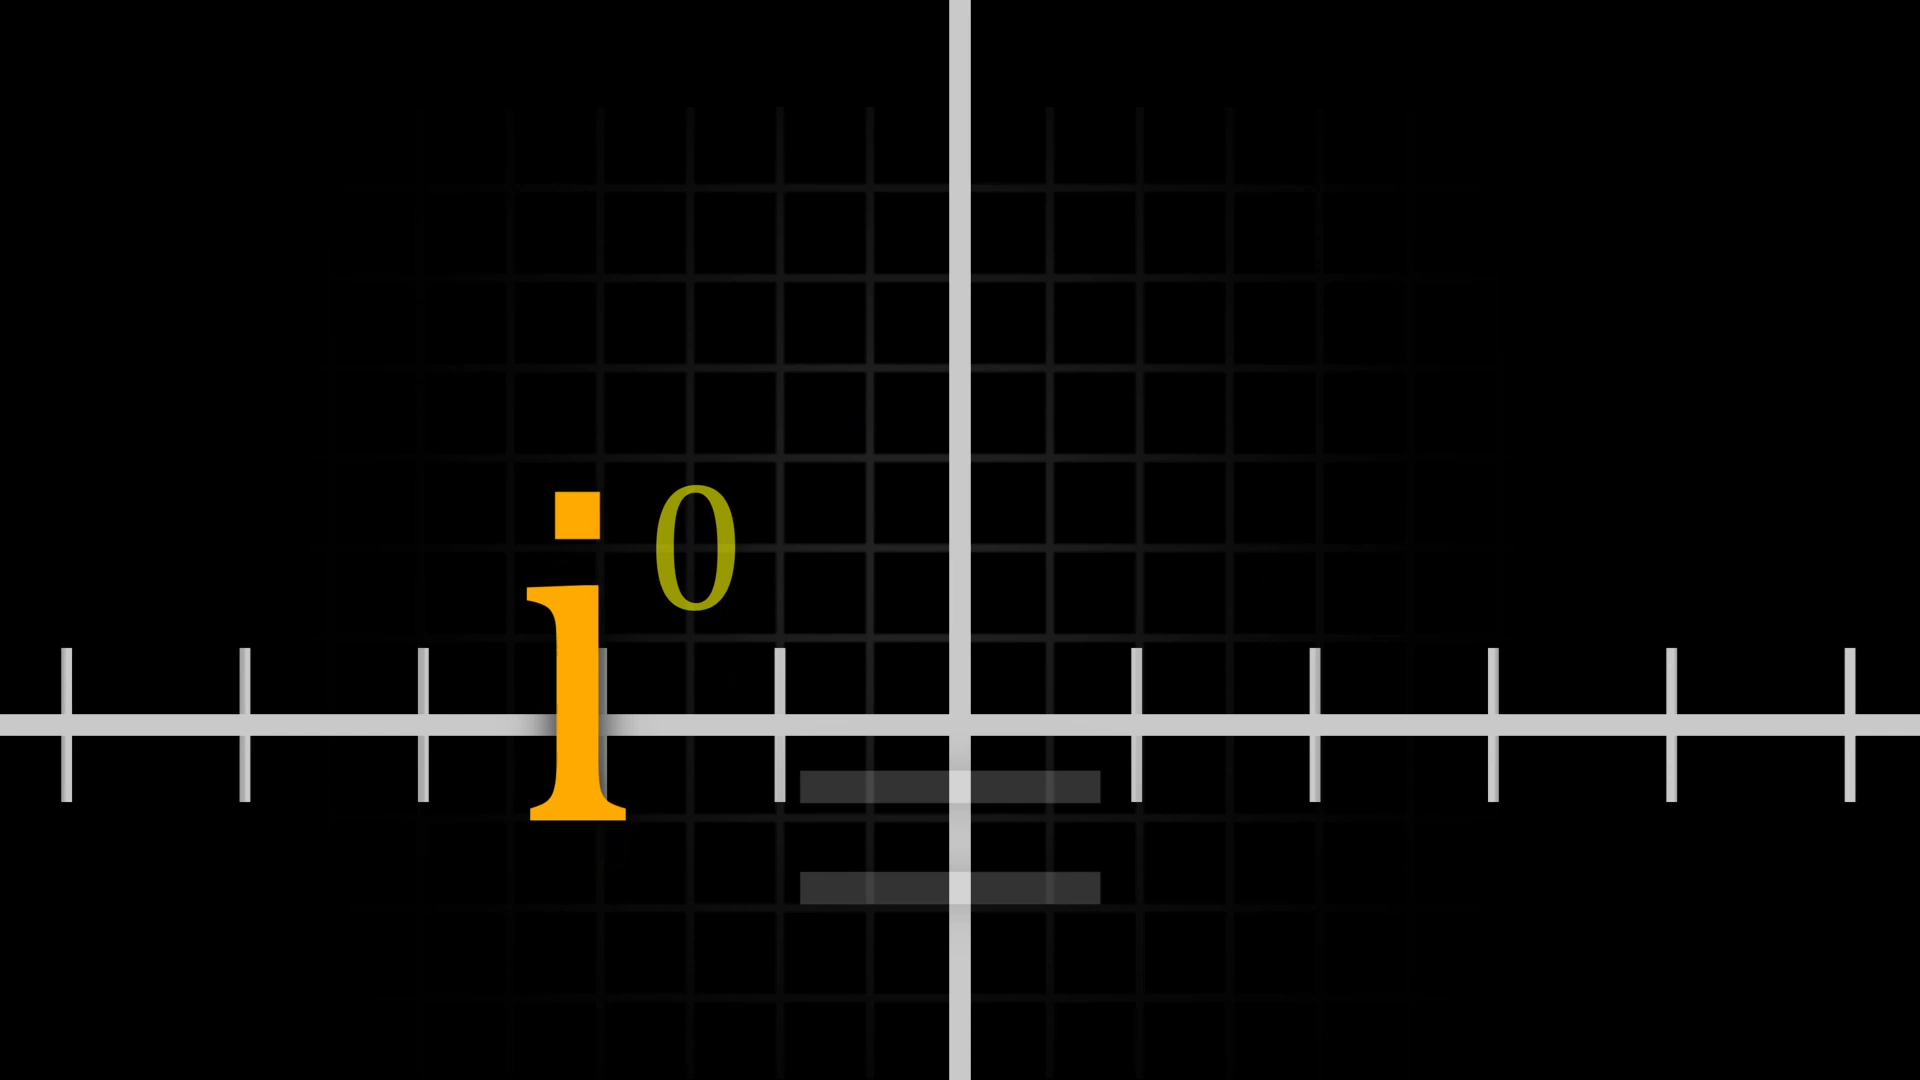 i⁰ =